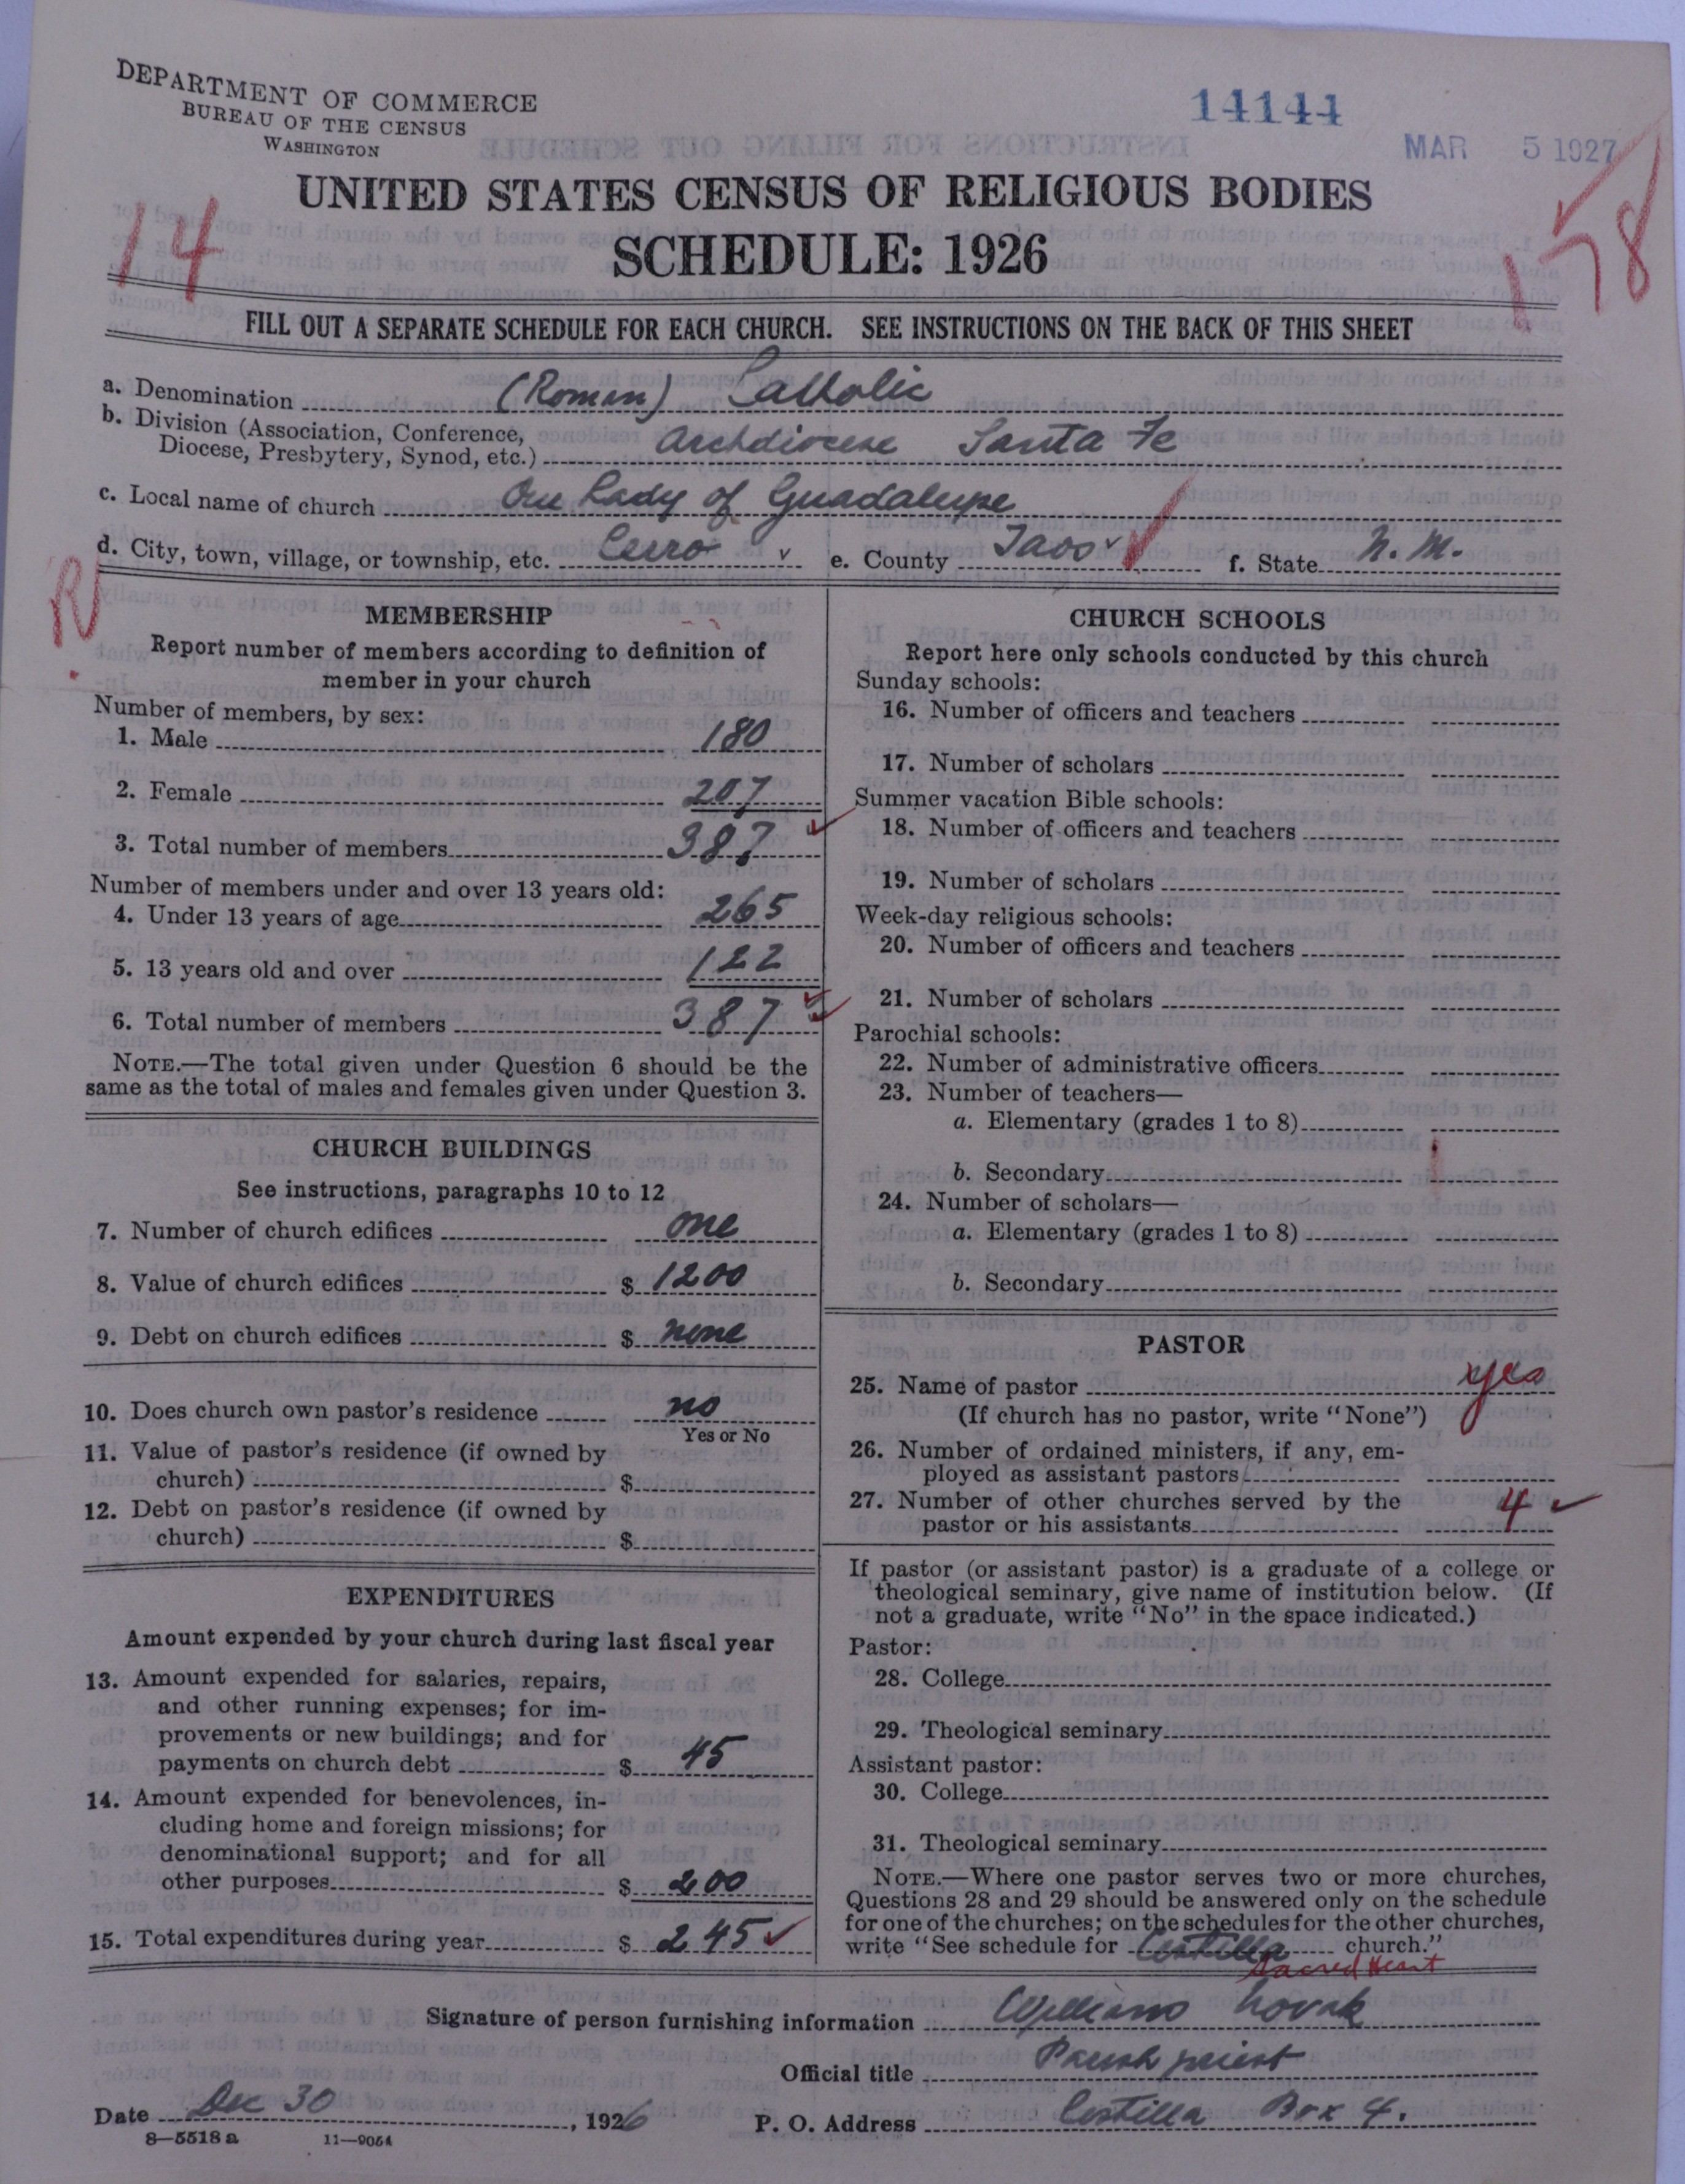 DEPARTMENT OF COMMERCE
BUREAU OF THE CENSUS
WASHINGTON
14144
MAR 5 1927
14
158
UNITED STATES CENSUS OF RELIGIOUS BODIES
SCHEDULE: 1926
FILL OUT A SEPARATE SCHEDULE FOR EACH CHURCH. SEE INSTRUCTIONS ON THE BACK OF THIS SHEET
a. Denomination (Roman) Catholic
b. Division (Association, Conference,
Diocese, Presbytery, Synod, etc.) Archdiocese Santa Fe
c. Local name of church Our Lady of Guadalupe
d. City, town, village, or township, etc. Cerro e. County Taos f. State N. M.
R
MEMBERSHIP
Report number of members according to definition of
member in your church
Number of members, by sex:
1. Male 180
2. Female 207
3. Total number of members 387
Number of members under and over 13 years old:
4. Under 13 years of age 265
5. 13 years old and over 122
6. Total number of members 387
NOTE.—The total given under Question 6 should be the
same as the total of males and females given under Question 3.
CHURCH BUILDINGS
See instructions, paragraphs 10 to 12
7. Number of church edifices one
8. Value of church edifices $ 1200
9. Debt on church edifices $ none
10. Does church own pastor's residence no
Yes or No
11. Value of pastor's residence (if owned by
church) $
12. Debt on pastor's residence (if owned by
church) $
EXPENDITURES
Amount expended by your church during last fiscal year
13. Amount expended for salaries, repairs,
and other running expenses; for im-
provements or new buildings; and for
payments on church debt $ 45
14. Amount expended for benevolences, in-
cluding home and foreign missions; for
denominational support; and for all
other purposes $ 200
15. Total expenditures during year $ 245
CHURCH SCHOOLS
Report here only schools conducted by this church
Sunday schools:
16. Number of officers and teachers
17. Number of scholars
Summer vacation Bible schools:
18. Number of officers and teachers
19. Number of scholars
Week-day religious schools:
20. Number of officers and teachers
21. Number of scholars
Parochial schools:
22. Number of administrative officers
23. Number of teachers—
a. Elementary (grades 1 to 8)
b. Secondary
24. Number of scholars—
a. Elementary (grades 1 to 8)
b. Secondary
PASTOR
25. Name of pastor yes
(If church has no pastor, write "None")
26. Number of ordained ministers, if any, em-
ployed as assistant pastors
27. Number of other churches served by the
pastor or his assistants 4
If pastor (or assistant pastor) is a graduate of a college or
theological seminary, give name of institution below. (If
not a graduate, write "No" in the space indicated.)
Pastor:
28. College
29. Theological seminary
Assistant pastor:
30. College
31. Theological seminary
NOTE.—Where one pastor serves two or more churches,
Questions 28 and 29 should be answered only on the schedule
for one of the churches; on the schedules for the other churches,
write "See schedule for Costilla church."
Sacred Heart
Signature of person furnishing information William Novak
Official title Parish priest
Date Dec 30, 1926 P. O. Address Costilla Box 4.
8—5518 a 11—9054